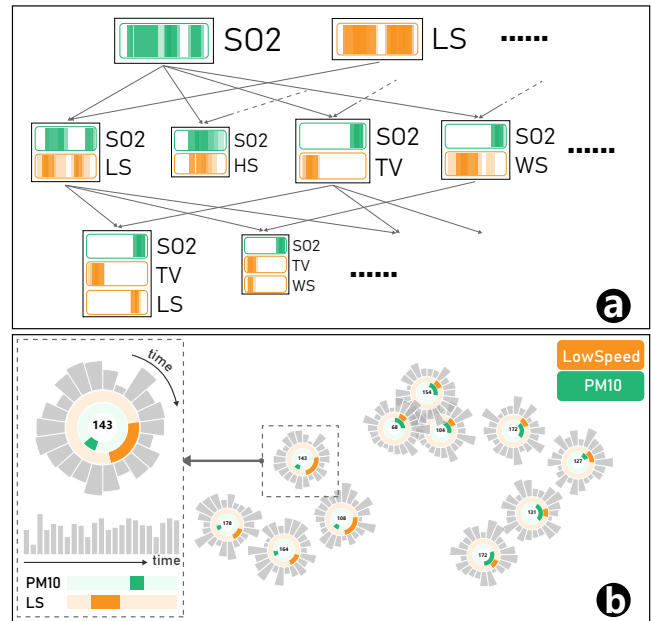 SO2 LS ......
SO2 SO2 SO2 SO2
LS HS TV WS ......
SO2 SO2
TV TV
LS WS ......
a
LowSpeed
PM10
time
143
154
68 104 172
127
143
131
178 108
164 172
time
PM10
LS
b